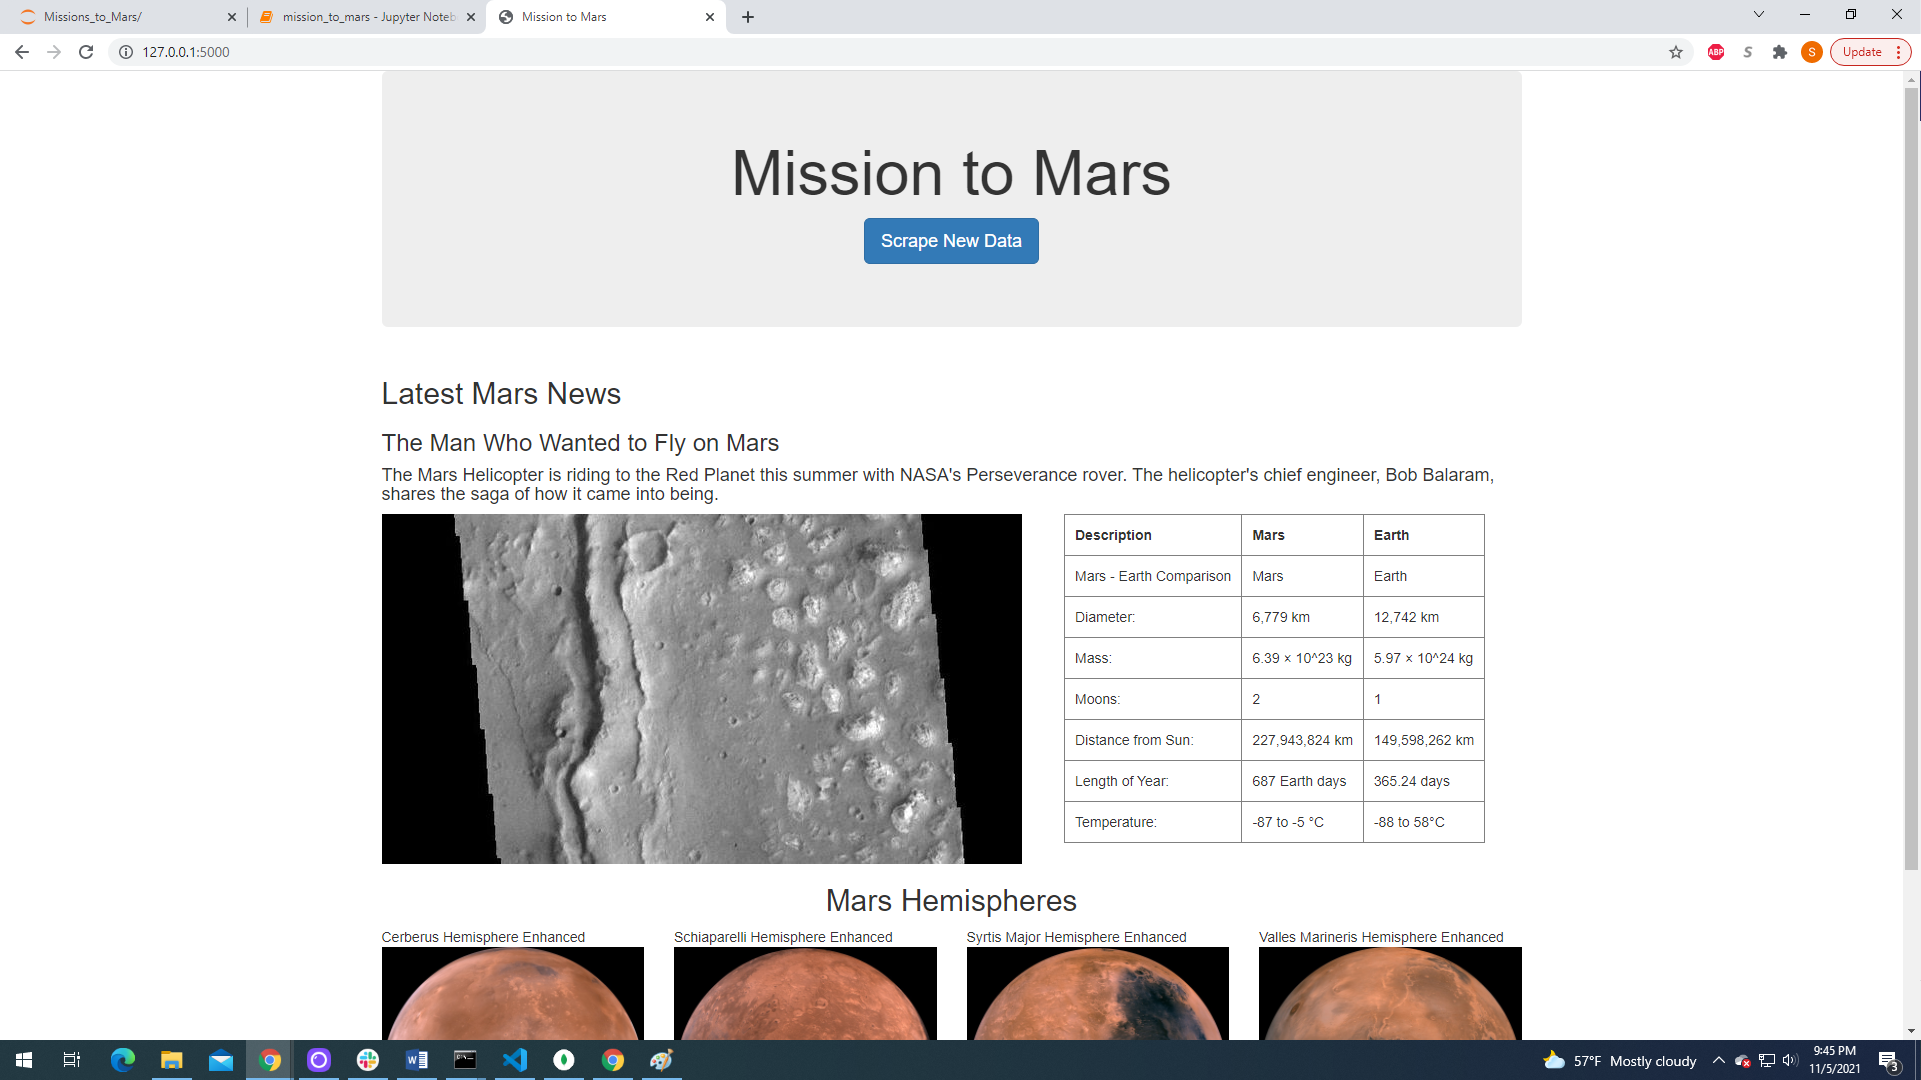 Missions_to_Mars/
mission_to_mars - Jupyter Noteb
Mission to Mars
127.0.0.1:5000
ABP
S
S
Update
Mission to Mars
Scrape New Data
Latest Mars News
The Man Who Wanted to Fly on Mars
The Mars Helicopter is riding to the Red Planet this summer with NASA's Perseverance rover. The helicopter's chief engineer, Bob Balaram,
shares the saga of how it came into being.
Description Mars Earth
Mars - Earth Comparison Mars Earth
Diameter: 6,779 km 12,742 km
Mass: 6.39 × 10^23 kg 5.97 × 10^24 kg
Moons: 2 1
Distance from Sun: 227,943,824 km 149,598,262 km
Length of Year: 687 Earth days 365.24 days
Temperature: -87 to -5 °C -88 to 58°C
Mars Hemispheres
Cerberus Hemisphere Enhanced Schiaparelli Hemisphere Enhanced Syrtis Major Hemisphere Enhanced Valles Marineris Hemisphere Enhanced
57°F Mostly cloudy
9:45 PM
11/5/2021
3